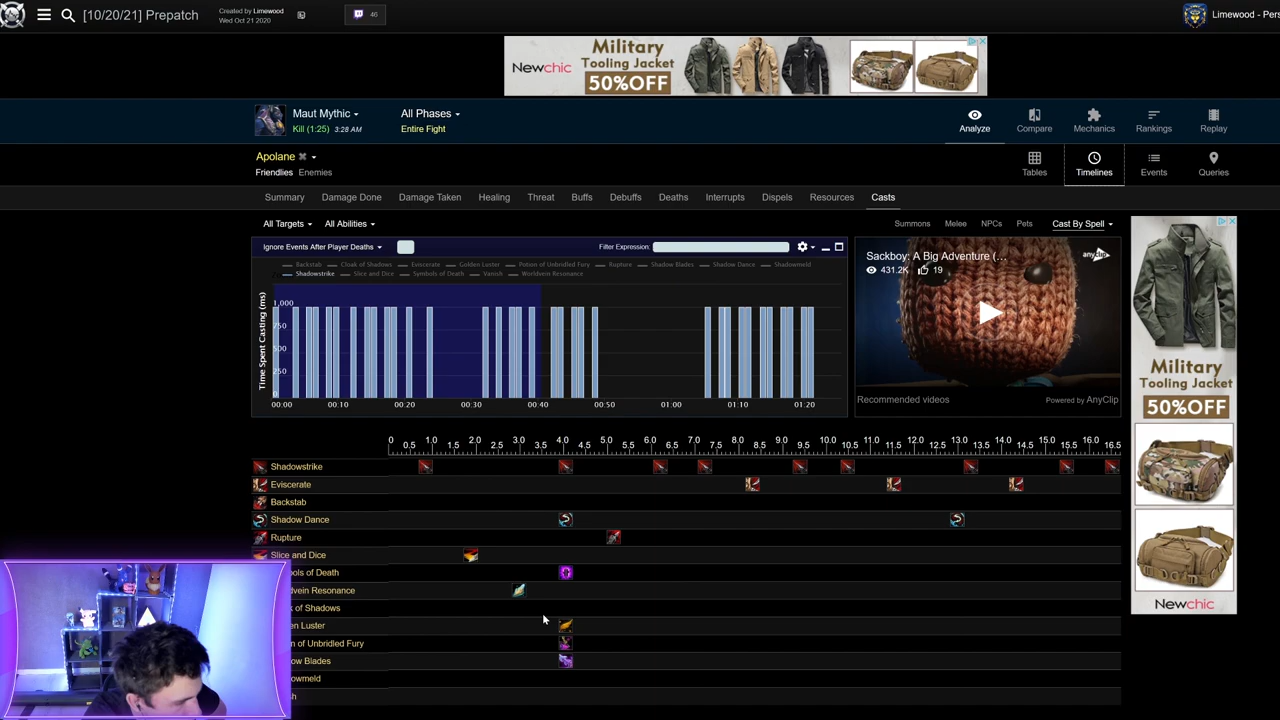 [10/20/21] Prepatch
Created by Limewood
Wed Oct 21 2020
46
Limewood - Pers
Newchic
Military
Tooling Jacket
50%OFF
Maut Mythic
Kill (1:25) 3:28 AM
All Phases
Entire Fight
Analyze
Compare
Mechanics
Rankings
Replay
Apolane
Friendlies Enemies
Tables
Timelines
Events
Queries
Summary Damage Done Damage Taken Healing Threat Buffs Debuffs Deaths Interrupts Dispels Resources Casts
All Targets All Abilities
Summons Melee NPCs Pets Cast By Spell
Ignore Events After Player Deaths
Filter Expression:
Backstab Cloak of Shadows Eviscerate Golden Luster Potion of Unbridled Fury Rupture Shadow Blades Shadow Dance Shadowmeld
Shadowstrike Slice and Dice Symbols of Death Vanish Worldvein Resonance
Time Spent Casting (ms)
1,000
750
500
250
0
00:00 00:10 00:20 00:30 00:40 00:50 01:00 01:10 01:20
Sackboy: A Big Adventure (...
431.2K 19
anyclip
Recommended videos
Powered by AnyClip
Military
Tooling Jacket
50%OFF
Newchic
0 1.0 2.0 3.0 4.0 5.0 6.0 7.0 8.0 9.0 10.0 11.0 12.0 13.0 14.0 15.0 16.0
0.5 1.5 2.5 3.5 4.5 5.5 6.5 7.5 8.5 9.5 10.5 11.5 12.5 13.5 14.5 15.5 16.5
Shadowstrike
Eviscerate
Backstab
Shadow Dance
Rupture
Slice and Dice
ools of Death
dvein Resonance
k of Shadows
en Luster
n of Unbridled Fury
ow Blades
owmeld
sh